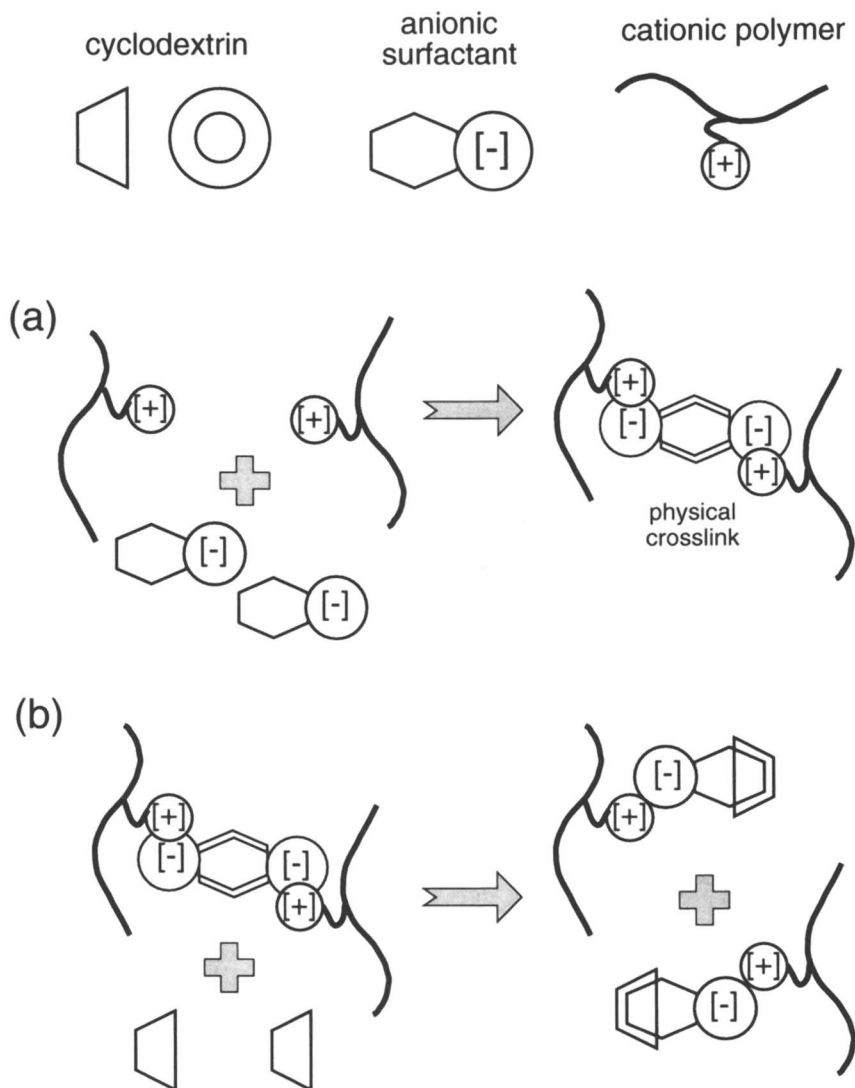 cyclodextrin
anionic
surfactant
cationic polymer
[-]
[+]
(a)
[+]
[+]
[-]
[-]
[+]
[-]
[-]
[+]
physical
crosslink
(b)
[+]
[-]
[-]
[+]
[-]
[+]
[+]
[-]